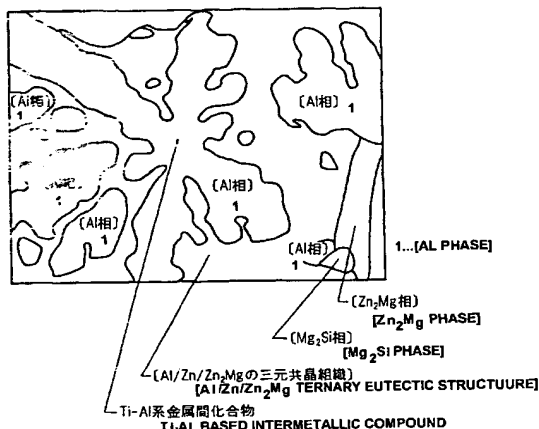 〔Al相〕
1
〔Al相〕
1
1
〔Al相〕
1
〔Al相〕
1
〔Al相〕
1
1...[AL PHASE]
〔Zn2Mg相〕
[Zn2Mg PHASE]
〔Mg2Si相〕
[Mg2Si PHASE]
〔Al/Zn/Zn2Mgの三元共晶組織〕
[Al/Zn/Zn2Mg TERNARY EUTECTIC STRUCTUURE]
Ti-Al系金属間化合物
Ti-AL BASED INTERMETALLIC COMPOUND